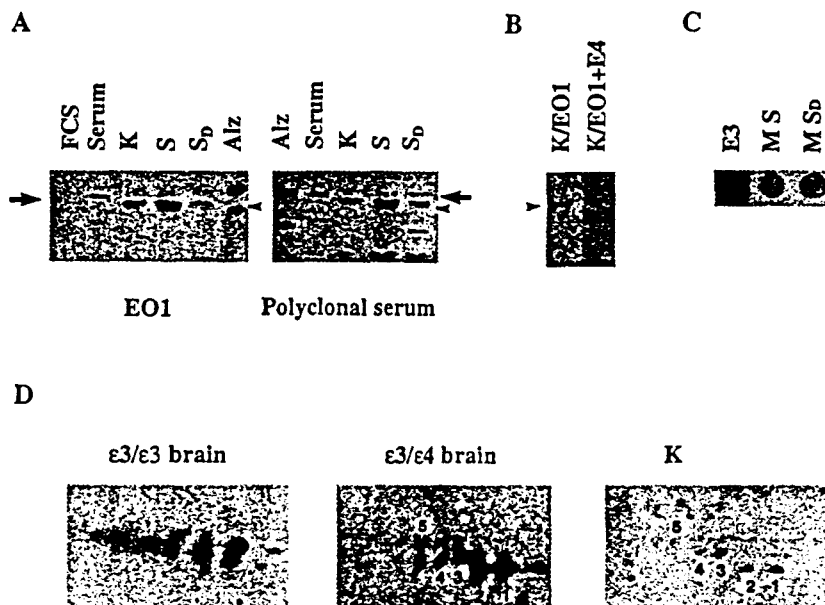 A
B
C
FCS
Serum
K
S
SD
Alz
Alz
Serum
K
S
SD
K/EO1
K/EO1+E4
E3
M S
M SD
EO1
Polyclonal serum
D
ε3/ε3 brain
ε3/ε4 brain
K
5
5
4 3
4 3
2 1